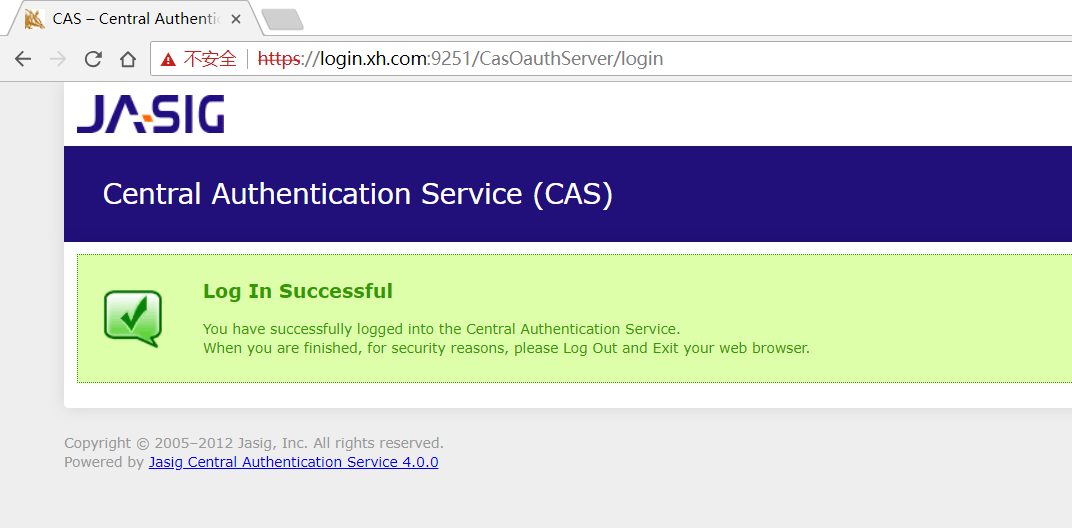 CAS – Central Authenti
不安全 https://login.xh.com:9251/CasOauthServer/login
JASIG
Central Authentication Service (CAS)
Log In Successful
You have successfully logged into the Central Authentication Service.
When you are finished, for security reasons, please Log Out and Exit your web browser.
Copyright © 2005–2012 Jasig, Inc. All rights reserved.
Powered by Jasig Central Authentication Service 4.0.0